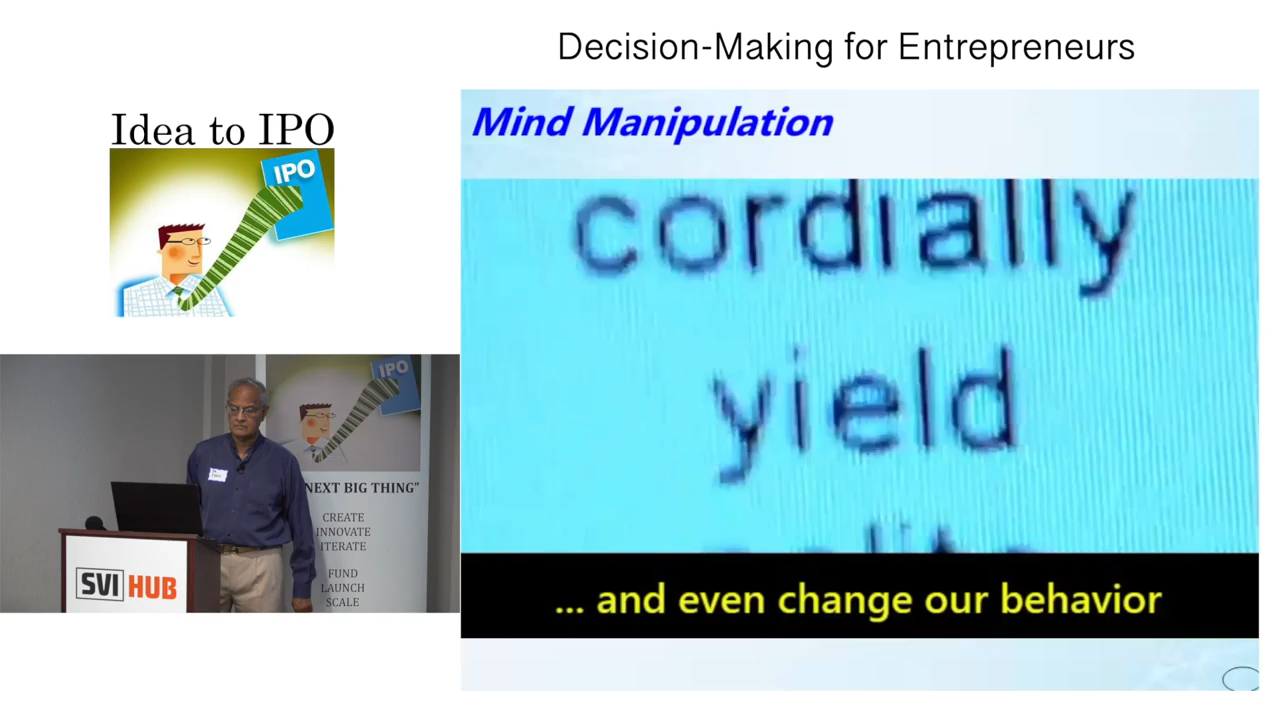 Decision-Making for Entrepreneurs
Idea to IPO
IPO
Mind Manipulation
cordially
yield
... and even change our behavior
IPO
NEXT BIG THING"
CREATE
INNOVATE
ITERATE
FUND
LAUNCH
SCALE
SVI HUB